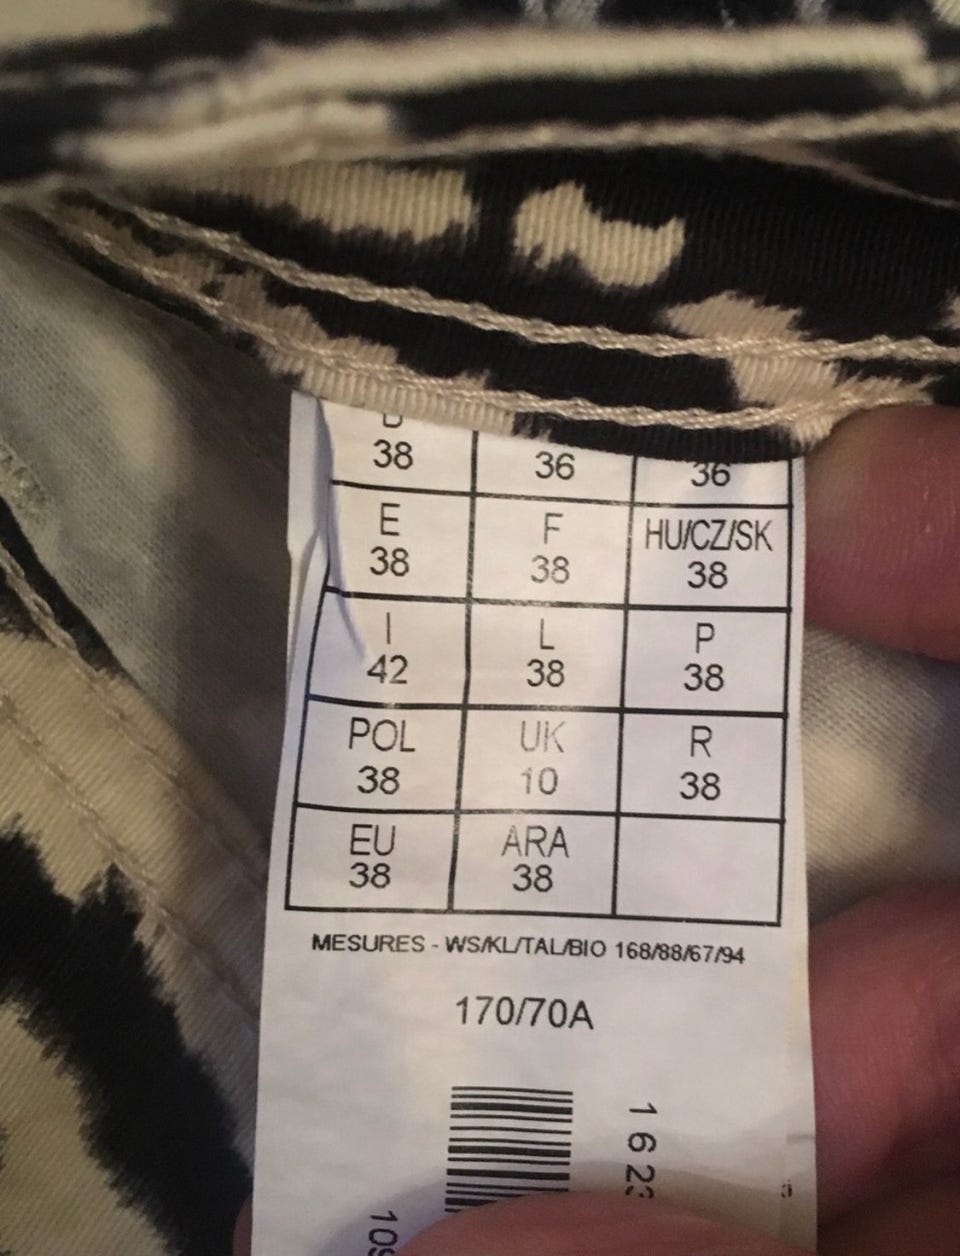 38 36 36
E F HU/CZ/SK
38 38 38
I L P
42 38 38
POL UK R
38 10 38
EU ARA
38 38
MESURES - WS/KL/TAL/BIO 168/88/67/94
170/70A